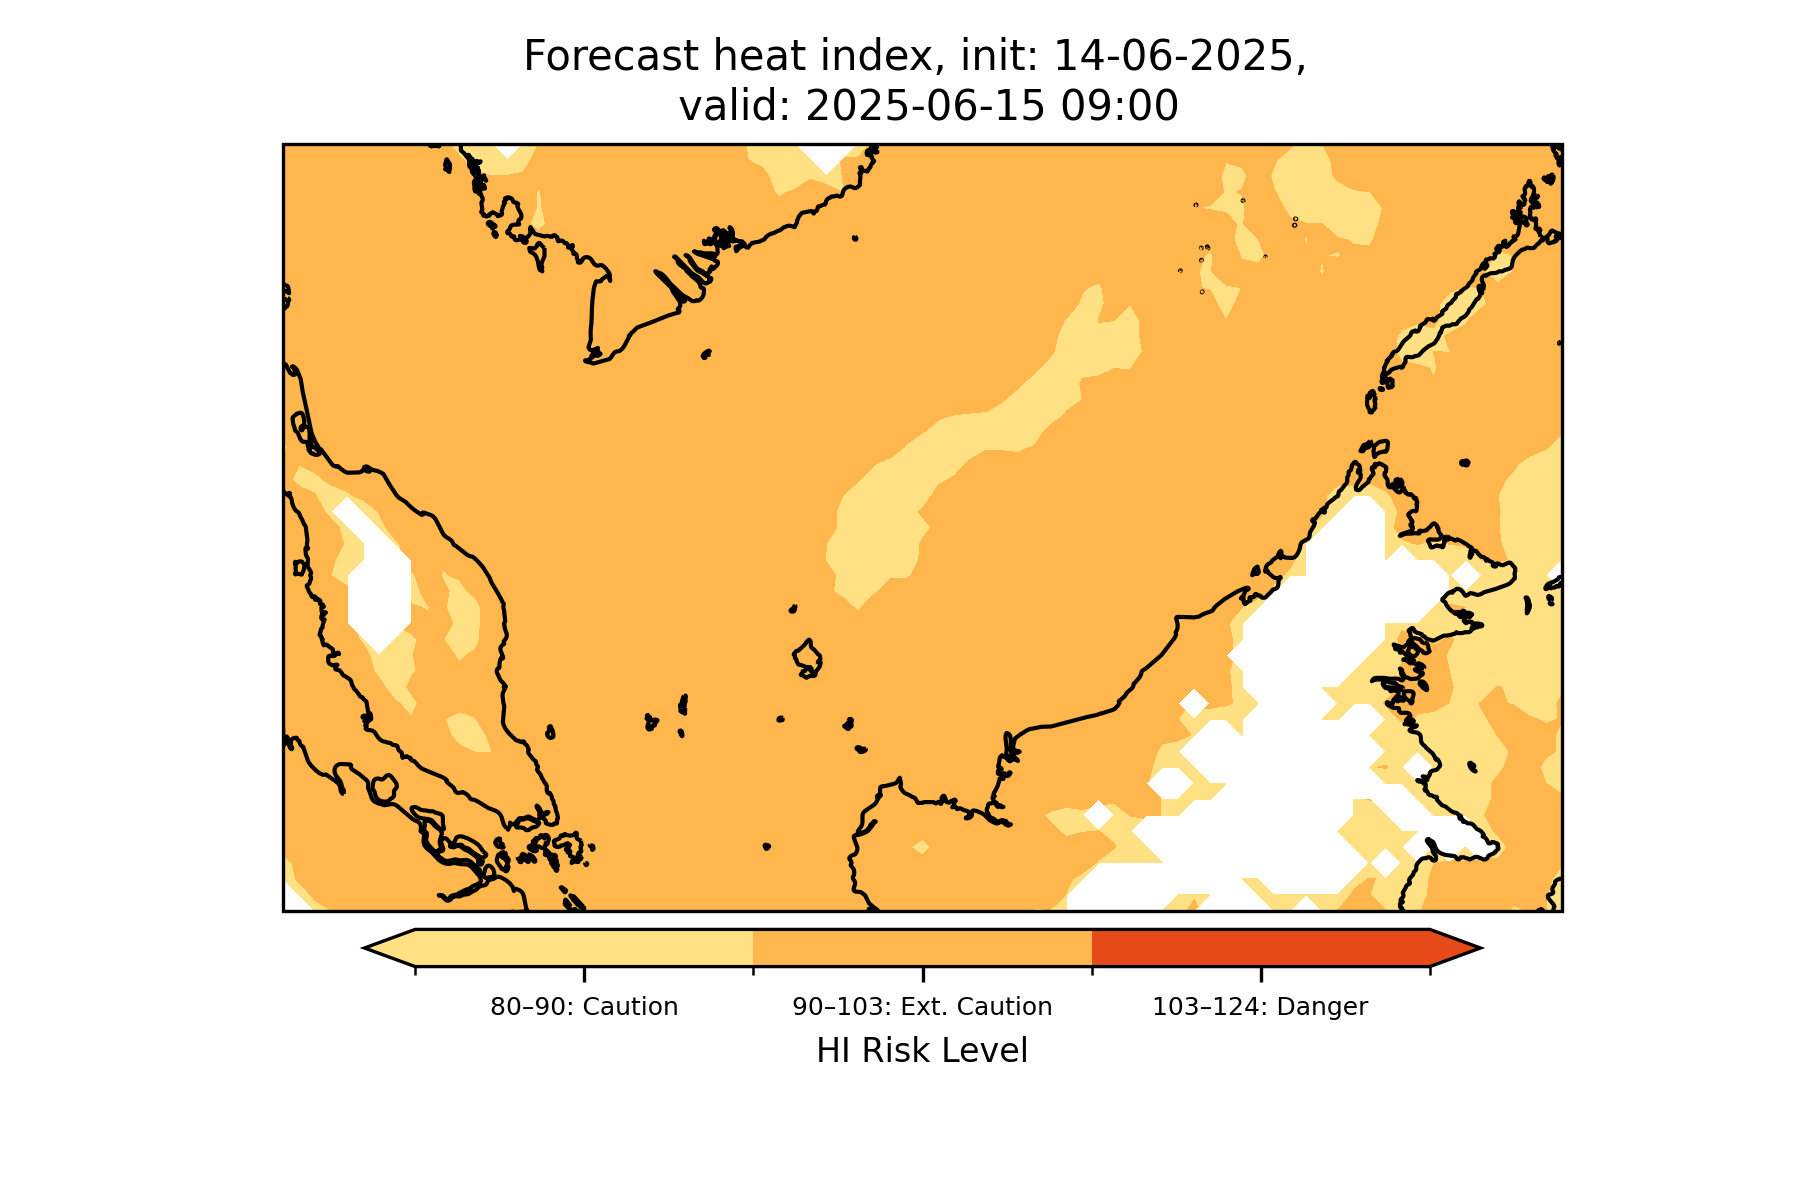 Forecast heat index, init: 14-06-2025,
valid: 2025-06-15 09:00
80–90: Caution
90–103: Ext. Caution
103–124: Danger
HI Risk Level